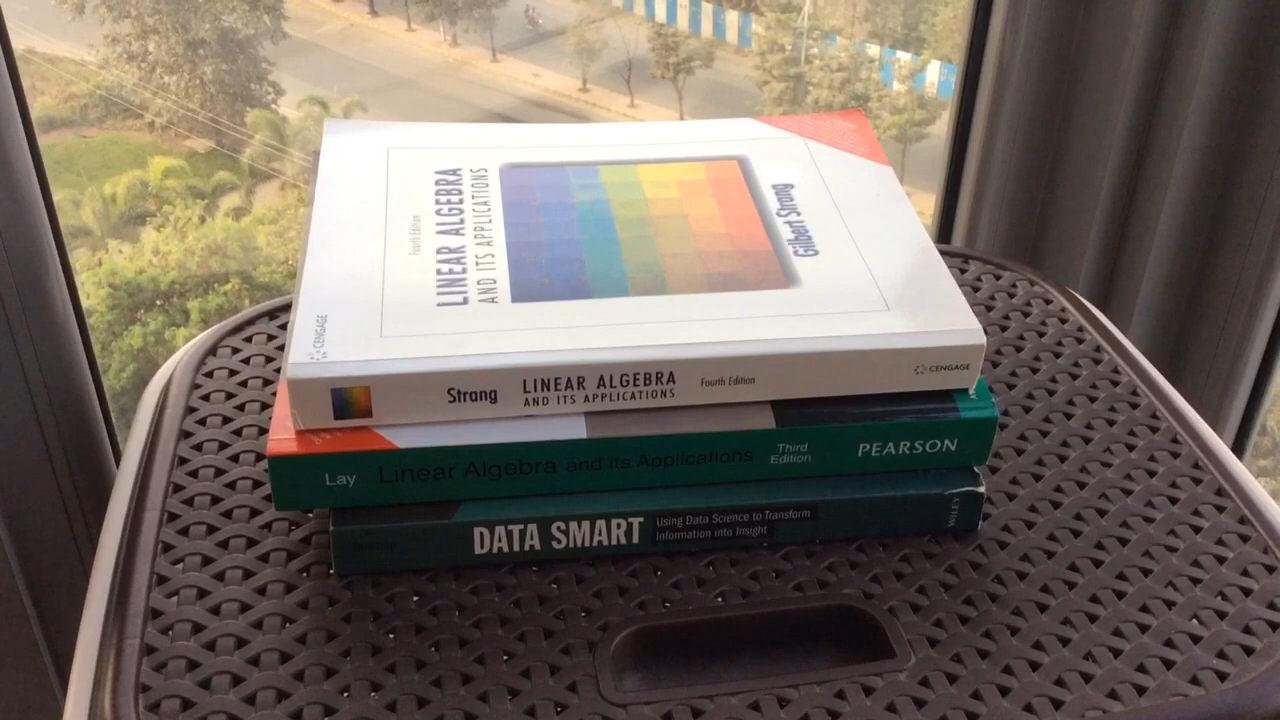 Fourth Edition
LINEAR ALGEBRA
AND ITS APPLICATIONS
Gilbert Strang
CENGAGE
Strang
LINEAR ALGEBRA
AND ITS APPLICATIONS
Fourth Edition
CENGAGE
Lay
Linear Algebra and its Applications
Third
Edition
PEARSON
DATA SMART
Using Data Science to Transform
Information into Insight
WILEY